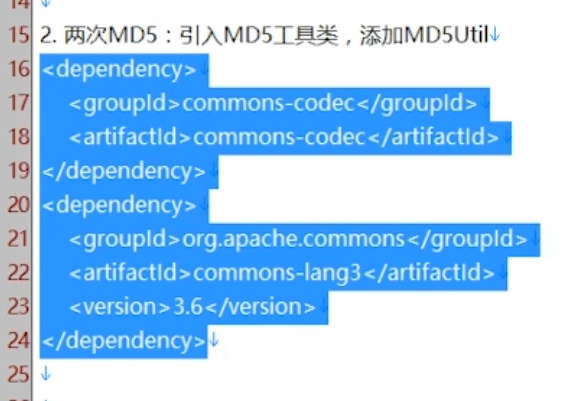 14
15 2. 两次MD5：引入MD5工具类，添加MD5Util↓
16 <dependency>↓
17 <groupId>commons-codec</groupId>↓
18 <artifactId>commons-codec</artifactId>↓
19 </dependency>↓
20 <dependency>↓
21 <groupId>org.apache.commons</groupId>↓
22 <artifactId>commons-lang3</artifactId>↓
23 <version>3.6</version>↓
24 </dependency>↓
25 ↓